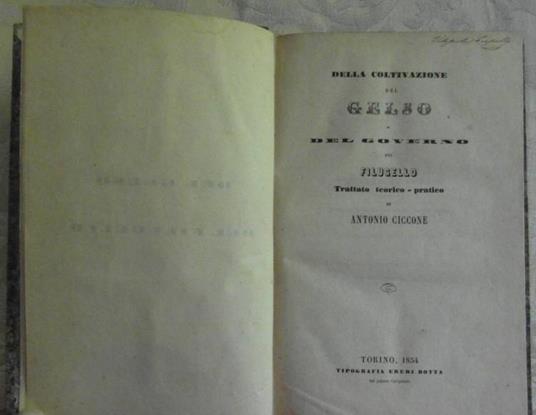 DELLA COLTIVAZIONE
DEL
GELSO
E
DEL GOVERNO
DEL
FILUGELLO
Trattato teorico-pratico
DI
ANTONIO CICCONE
TORINO, 1854
TIPOGRAFIA EREDI BOTTA